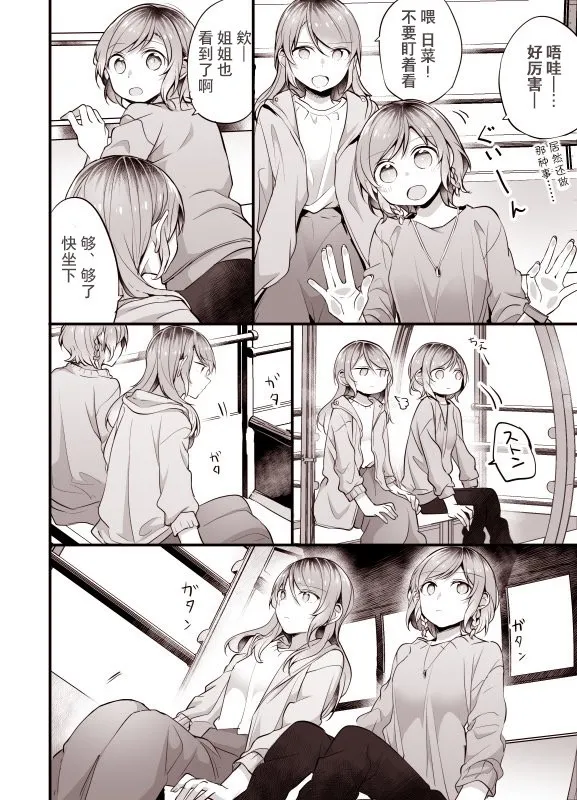 唔哇──……
好厉害─
居然还做
那种事……
喂 日菜！
不要盯着看
ぐい──ん
欸──
姐姐也
看到了啊
够、够了
快坐下
ちぇ
ストン
ガタ
ガタ
ガタン
ガタン